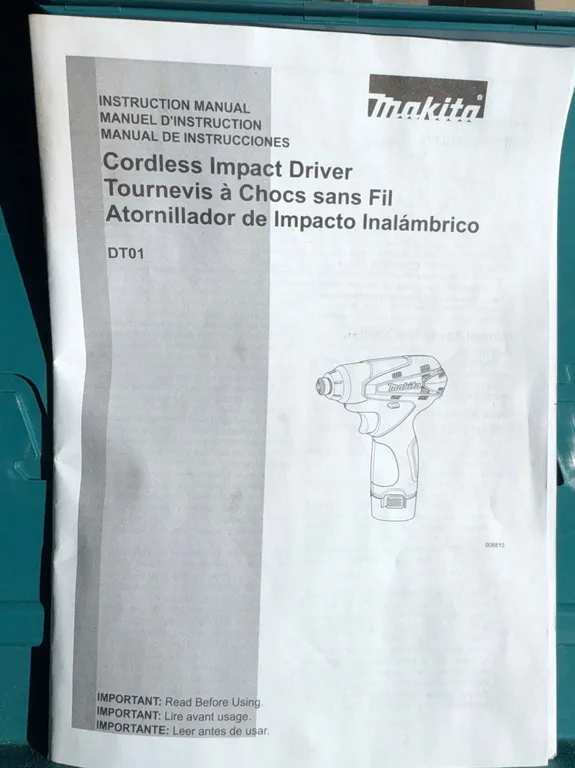 INSTRUCTION MANUAL
MANUEL D'INSTRUCTION
MANUAL DE INSTRUCCIONES
makita®
Cordless Impact Driver
Tournevis à Chocs sans Fil
Atornillador de Impacto Inalámbrico
DT01
makita
008813
IMPORTANT: Read Before Using.
IMPORTANT: Lire avant usage.
IMPORTANTE: Leer antes de usar.